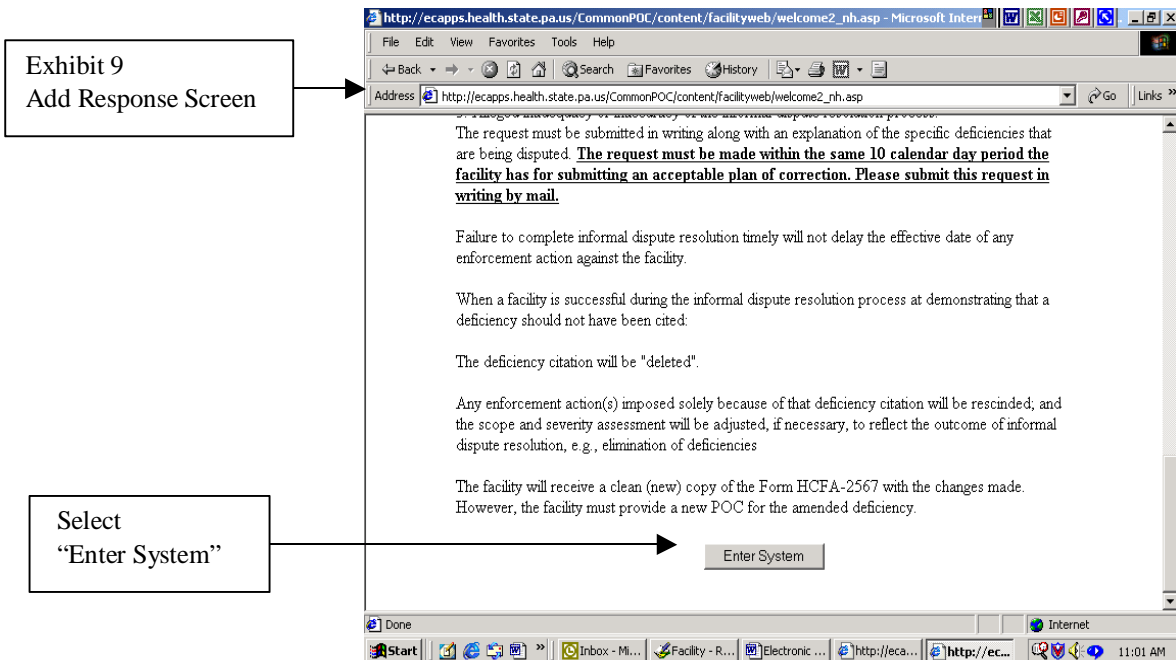 Exhibit 9
Add Response Screen
http://ecapps.health.state.pa.us/CommonPOC/content/facilityweb/welcome2_nh.asp - Microsoft Intern
File Edit View Favorites Tools Help
Back Search Favorites History
Address http://ecapps.health.state.pa.us/CommonPOC/content/facilityweb/welcome2_nh.asp Go Links »
The request must be submitted in writing along with an explanation of the specific deficiencies that
are being disputed. The request must be made within the same 10 calendar day period the
facility has for submitting an acceptable plan of correction. Please submit this request in
writing by mail.
Failure to complete informal dispute resolution timely will not delay the effective date of any
enforcement action against the facility.
When a facility is successful during the informal dispute resolution process at demonstrating that a
deficiency should not have been cited:
The deficiency citation will be "deleted".
Any enforcement action(s) imposed solely because of that deficiency citation will be rescinded; and
the scope and severity assessment will be adjusted, if necessary, to reflect the outcome of informal
dispute resolution, e.g., elimination of deficiencies
The facility will receive a clean (new) copy of the Form HCFA-2567 with the changes made.
However, the facility must provide a new POC for the amended deficiency.
Select
“Enter System”
Enter System
Done Internet
Start » Inbox - Mi... Facility - R... Electronic ... http://eca... http://ec... 11:01 AM